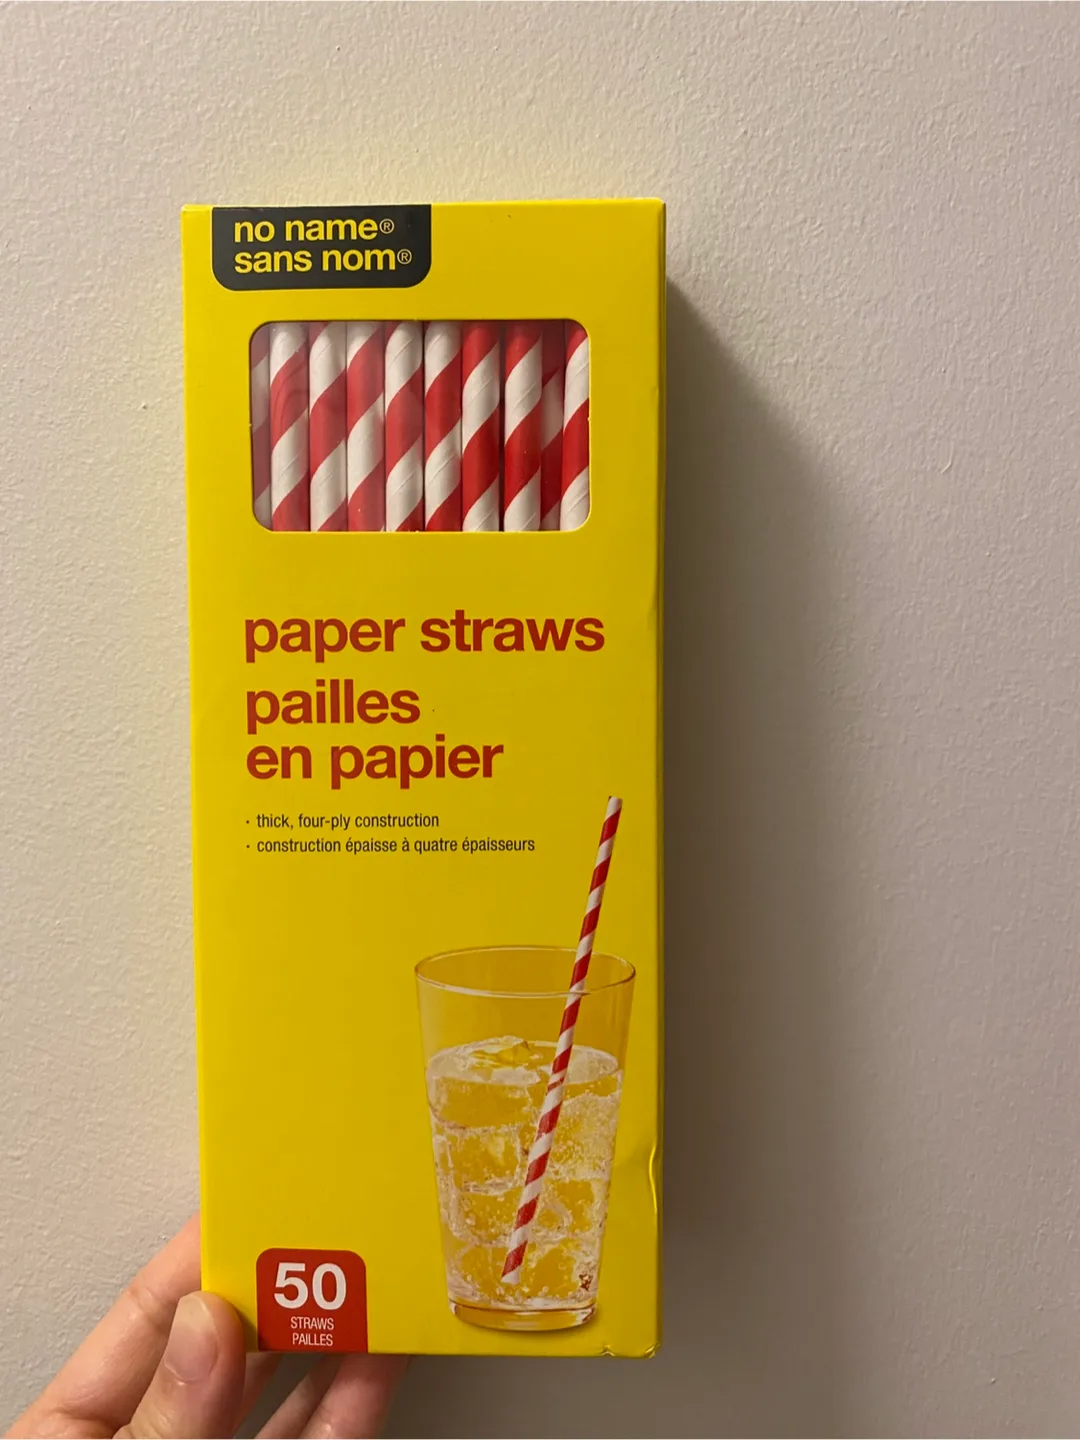 no name®
sans nom®
paper straws
pailles
en papier
· thick, four-ply construction
· construction épaisse à quatre épaisseurs
50
STRAWS
PAILLES